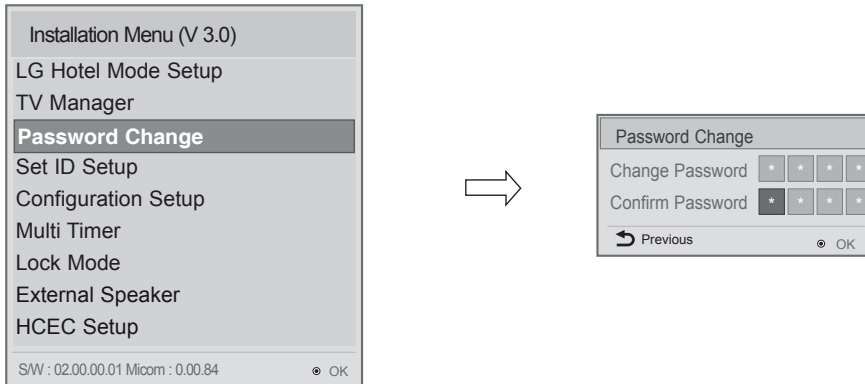 Installation Menu (V 3.0)
LG Hotel Mode Setup
TV Manager
Password Change
Set ID Setup
Configuration Setup
Multi Timer
Lock Mode
External Speaker
HCEC Setup
S/W : 02.00.00.01 Micom : 0.00.84 OK
Password Change
Change Password * * * *
Confirm Password * * * *
Previous OK